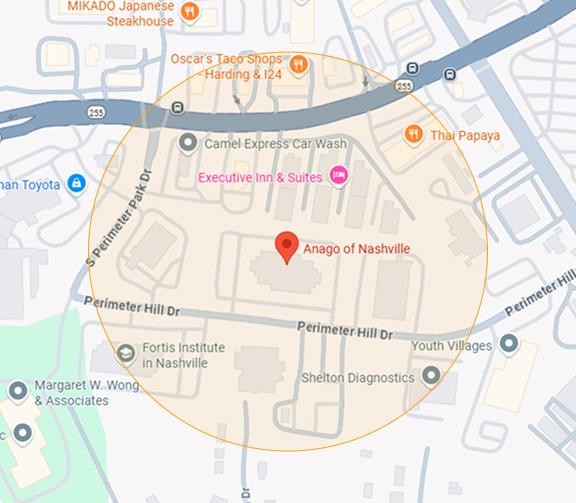 MIKADO Japanese
Steakhouse
Oscar's Taco Shops
- Harding & I24
255
255
Thai Papaya
Camel Express Car Wash
Executive Inn & Suites
nan Toyota
S Perimeter Park Dr
Anago of Nashville
Perimeter Hill Dr
Perimeter Hill Dr
Perimeter Hill
Youth Villages
Fortis Institute
in Nashville
Shelton Diagnostics
Margaret W. Wong
& Associates
c
Dr